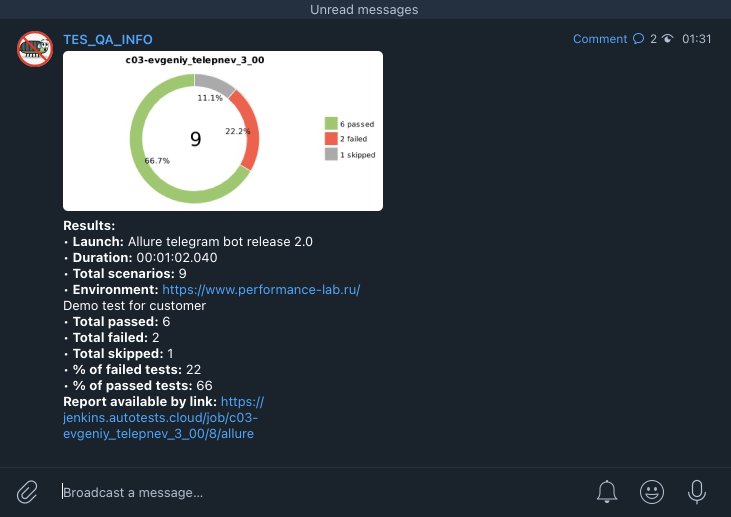 Unread messages
TES_QA_INFO
Comment 2 01:31
c03-evgeniy_telepnev_3_00
11.1%
22.2%
66.7%
9
6 passed
2 failed
1 skipped
Results:
• Launch: Allure telegram bot release 2.0
• Duration: 00:01:02.040
• Total scenarios: 9
• Environment: https://www.performance-lab.ru/
Demo test for customer
• Total passed: 6
• Total failed: 2
• Total skipped: 1
• % of failed tests: 22
• % of passed tests: 66
Report available by link: https://
jenkins.autotests.cloud/job/c03-
evgeniy_telepnev_3_00/8/allure
Broadcast a message...